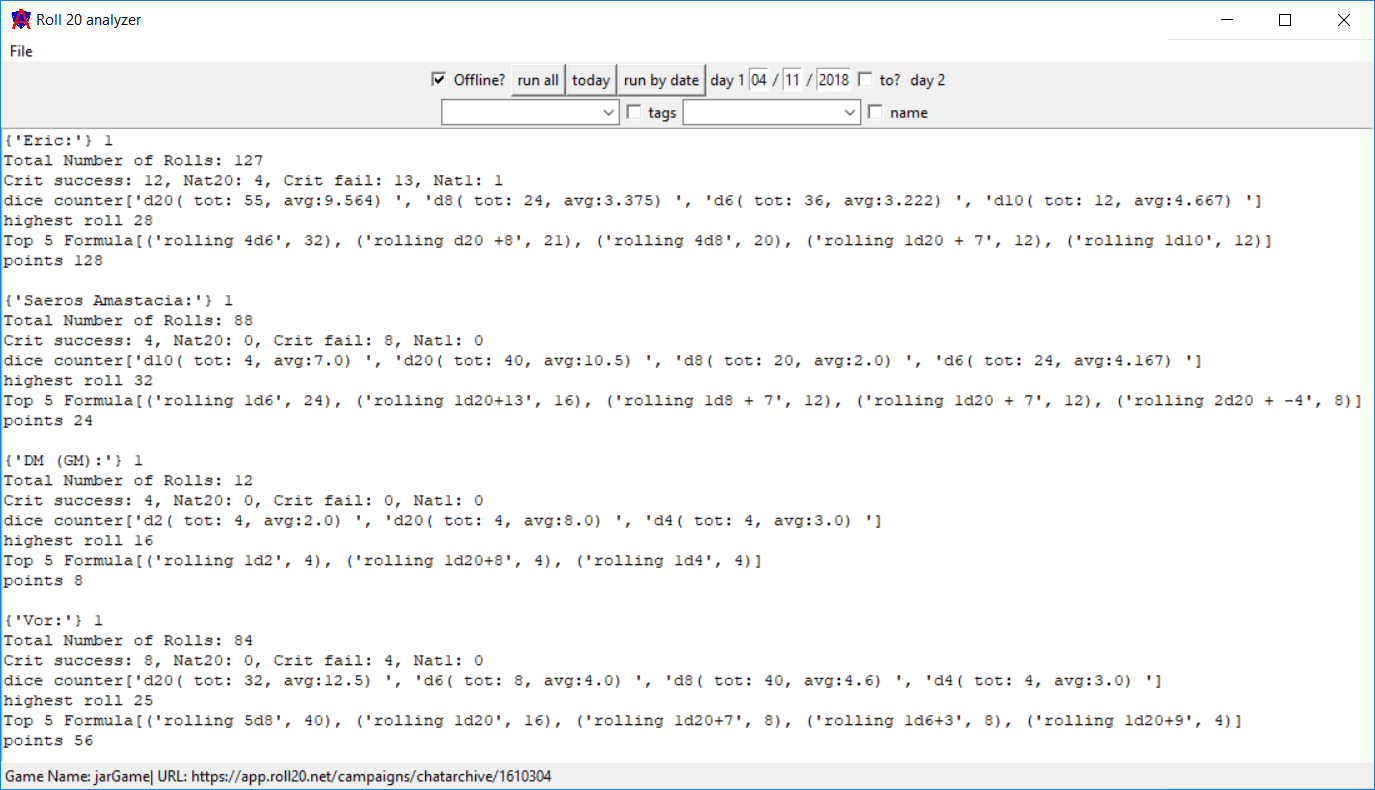 Roll 20 analyzer
File
Offline? run all today run by date day 1 04 / 11 / 2018 to? day 2
tags name
{'Eric:'} 1
Total Number of Rolls: 127
Crit success: 12, Nat20: 4, Crit fail: 13, Nat1: 1
dice counter['d20( tot: 55, avg:9.564) ', 'd8( tot: 24, avg:3.375) ', 'd6( tot: 36, avg:3.222) ', 'd10( tot: 12, avg:4.667) ']
highest roll 28
Top 5 Formula[('rolling 4d6', 32), ('rolling d20 +8', 21), ('rolling 4d8', 20), ('rolling 1d20 + 7', 12), ('rolling 1d10', 12)]
points 128
{'Saeros Amastacia:'} 1
Total Number of Rolls: 88
Crit success: 4, Nat20: 0, Crit fail: 8, Nat1: 0
dice counter['d10( tot: 4, avg:7.0) ', 'd20( tot: 40, avg:10.5) ', 'd8( tot: 20, avg:2.0) ', 'd6( tot: 24, avg:4.167) ']
highest roll 32
Top 5 Formula[('rolling 1d6', 24), ('rolling 1d20+13', 16), ('rolling 1d8 + 7', 12), ('rolling 1d20 + 7', 12), ('rolling 2d20 + -4', 8)]
points 24
{'DM (GM):'} 1
Total Number of Rolls: 12
Crit success: 4, Nat20: 0, Crit fail: 0, Nat1: 0
dice counter['d2( tot: 4, avg:2.0) ', 'd20( tot: 4, avg:8.0) ', 'd4( tot: 4, avg:3.0) ']
highest roll 16
Top 5 Formula[('rolling 1d2', 4), ('rolling 1d20+8', 4), ('rolling 1d4', 4)]
points 8
{'Vor:'} 1
Total Number of Rolls: 84
Crit success: 8, Nat20: 0, Crit fail: 4, Nat1: 0
dice counter['d20( tot: 32, avg:12.5) ', 'd6( tot: 8, avg:4.0) ', 'd8( tot: 40, avg:4.6) ', 'd4( tot: 4, avg:3.0) ']
highest roll 25
Top 5 Formula[('rolling 5d8', 40), ('rolling 1d20', 16), ('rolling 1d20+7', 8), ('rolling 1d6+3', 8), ('rolling 1d20+9', 4)]
points 56
Game Name: jarGame| URL: https://app.roll20.net/campaigns/chatarchive/1610304